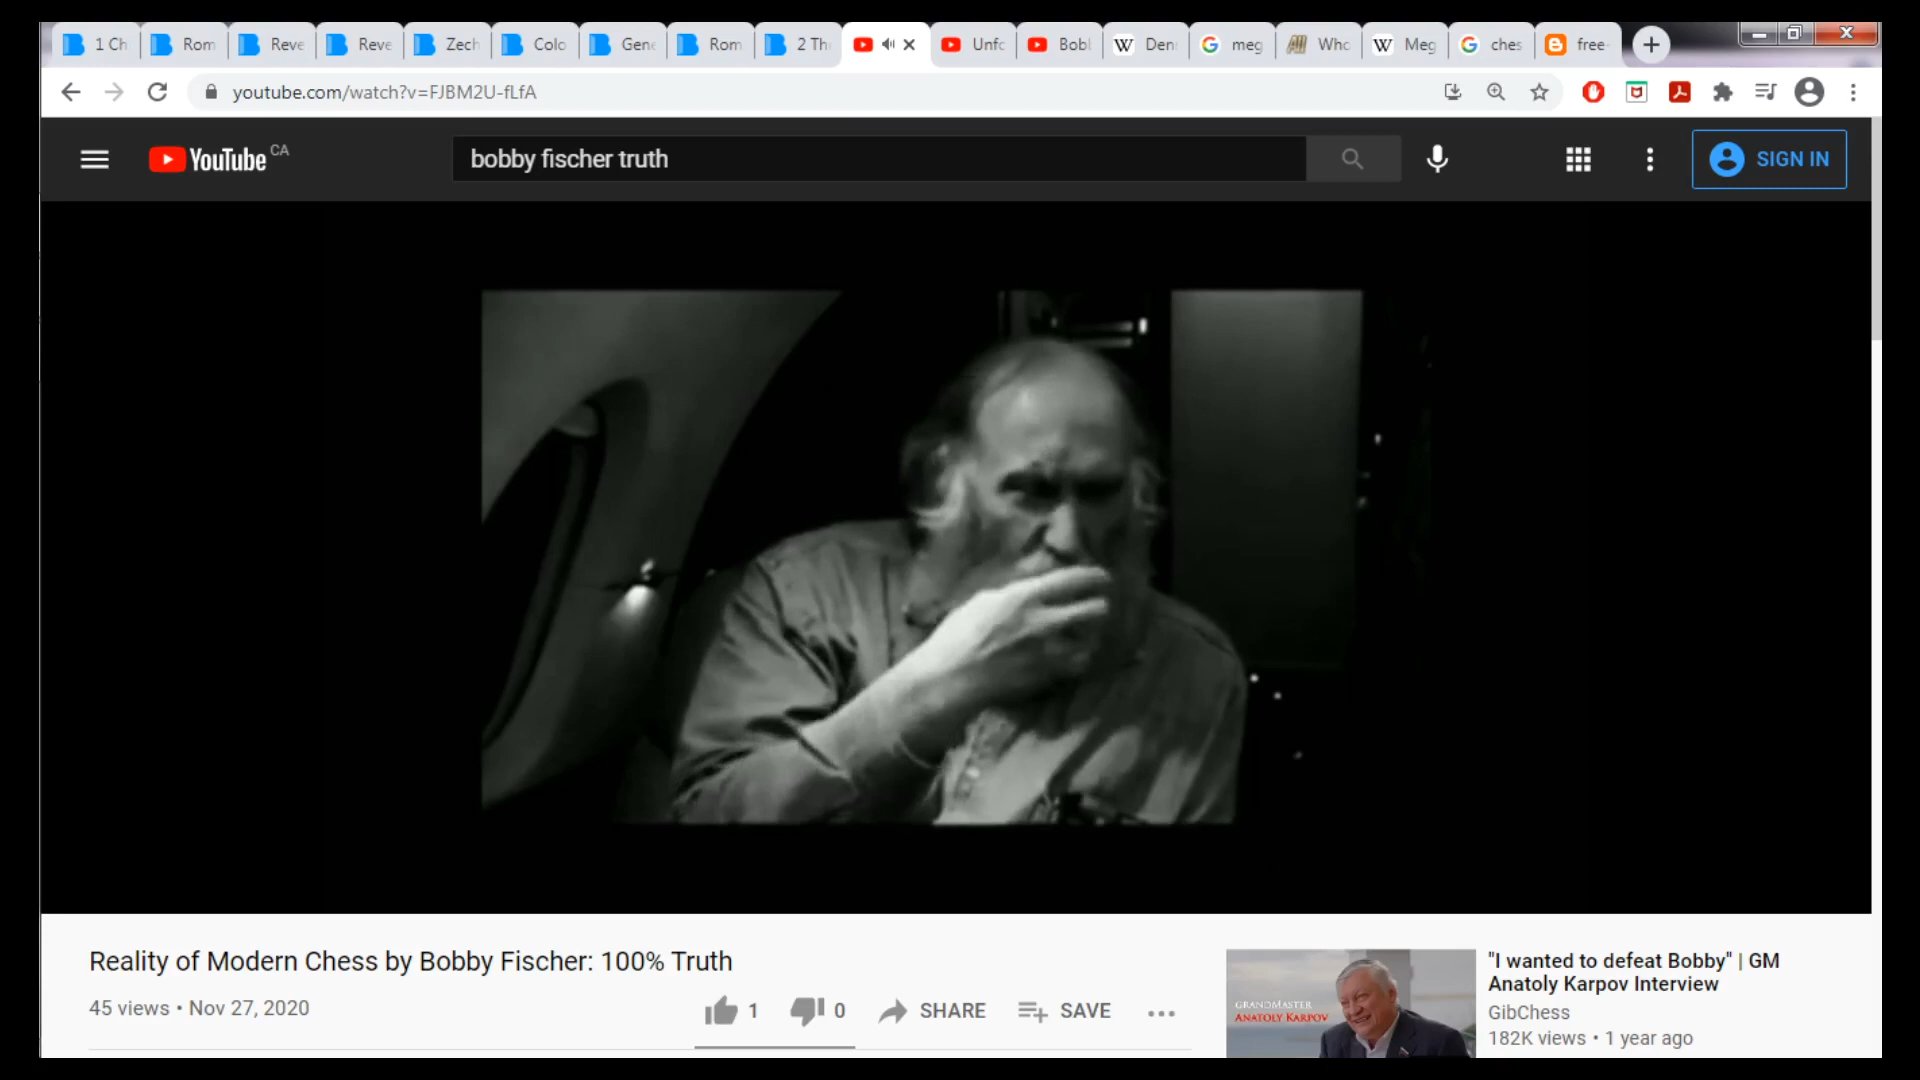 1 Ch
Rom
Reve
Reve
Zech
Colo
Gene
Rom
2 Th
Unfo
Bobl
Den
meg
Who
Meg
ches
free-
youtube.com/watch?v=FJBM2U-fLfA
YouTube CA
bobby fischer truth
SIGN IN
Reality of Modern Chess by Bobby Fischer: 100% Truth
45 views • Nov 27, 2020
1
0
SHARE
SAVE
GRANDMASTER
ANATOLY KARPOV
"I wanted to defeat Bobby" | GM
Anatoly Karpov Interview
GibChess
182K views • 1 year ago